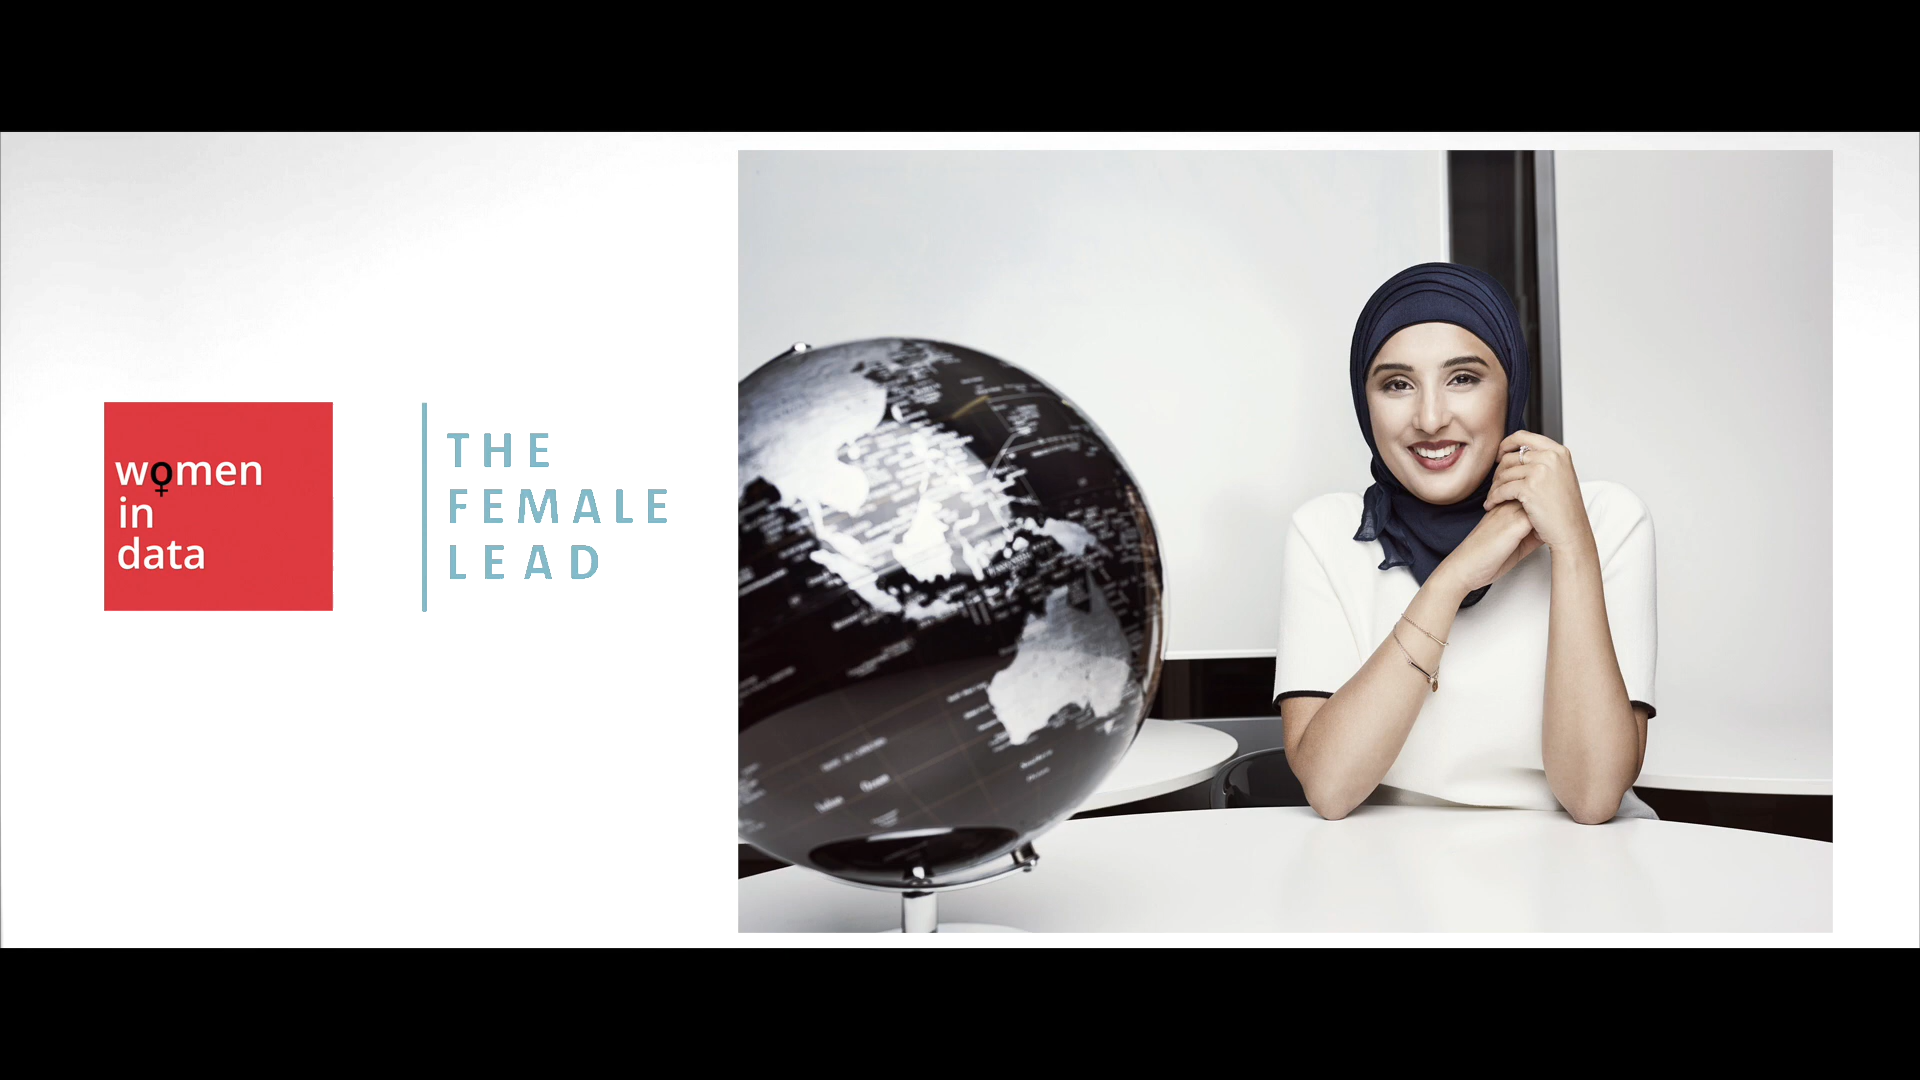 women
in
data
THE
FEMALE
LEAD